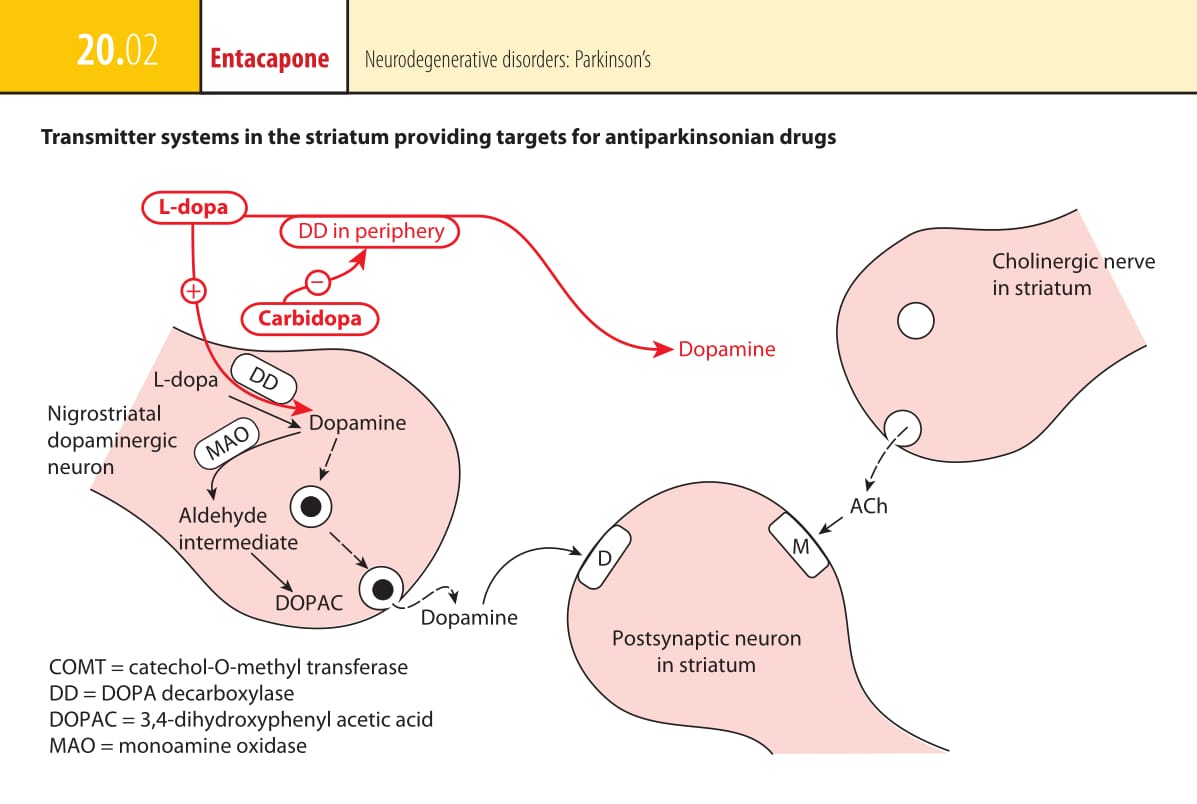 20.02
Entacapone
Neurodegenerative disorders: Parkinson's
Transmitter systems in the striatum providing targets for antiparkinsonian drugs
L-dopa
DD in periphery
+
−
Carbidopa
Dopamine
Cholinergic nerve
in striatum
L-dopa
DD
Nigrostriatal
dopaminergic
neuron
MAO
Dopamine
Aldehyde
intermediate
DOPAC
Dopamine
D
M
ACh
Postsynaptic neuron
in striatum
COMT = catechol-O-methyl transferase
DD = DOPA decarboxylase
DOPAC = 3,4-dihydroxyphenyl acetic acid
MAO = monoamine oxidase